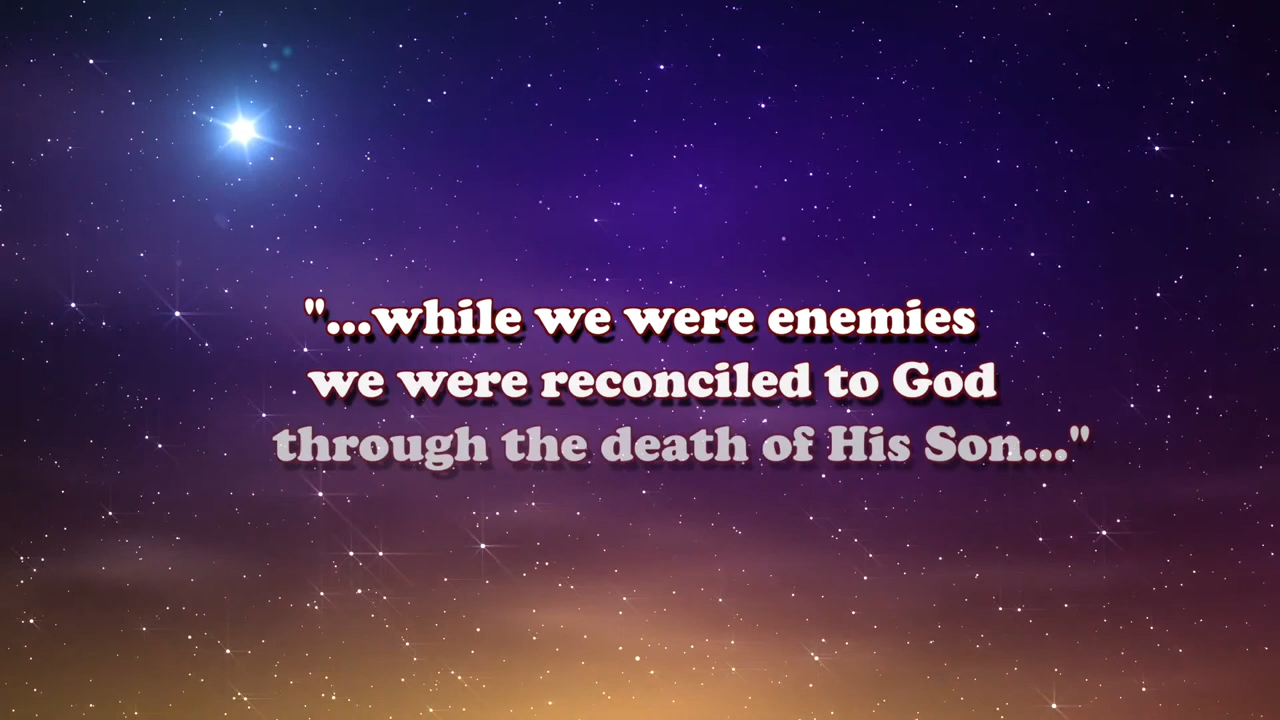 "...while we were enemies
we were reconciled to God
through the death of His Son..."